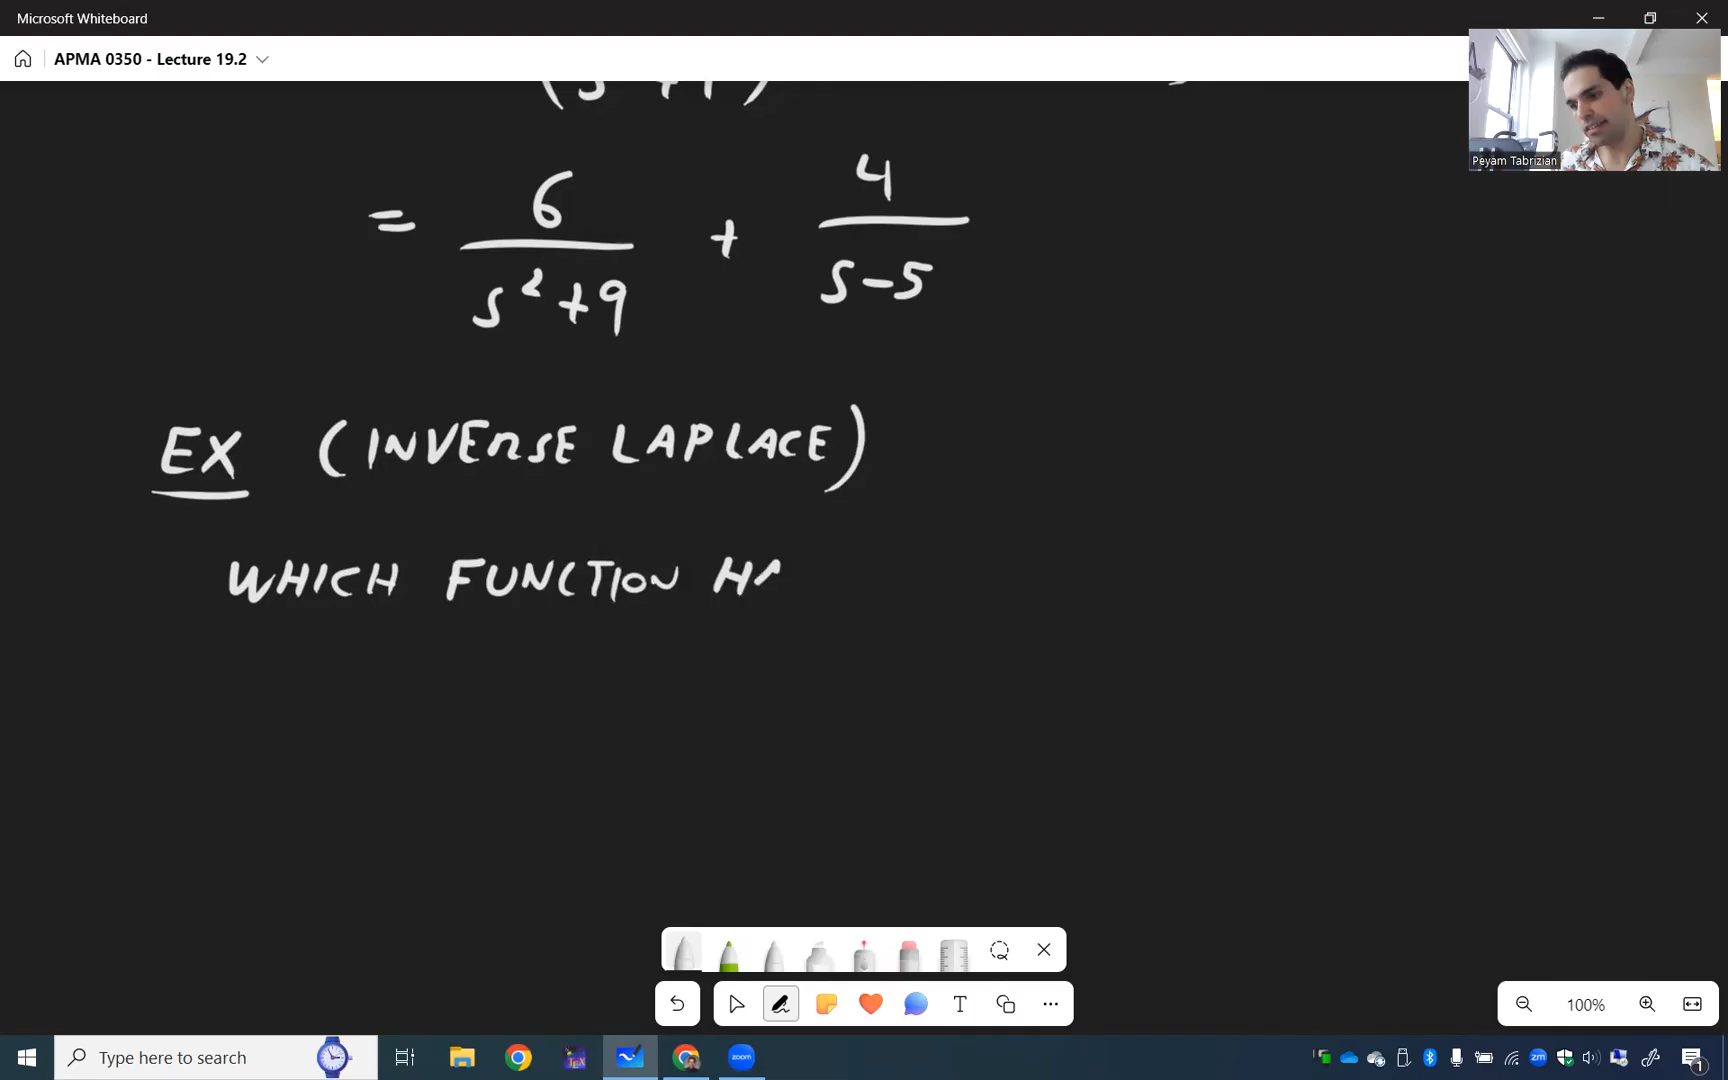 Microsoft Whiteboard
APMA 0350 - Lecture 19.2
Peyam Tabrizian
= 6/(s²+9) + 4/(s-5)
EX (INVERSE LAPLACE)
WHICH FUNCTION HA
100%
Type here to search
zoom